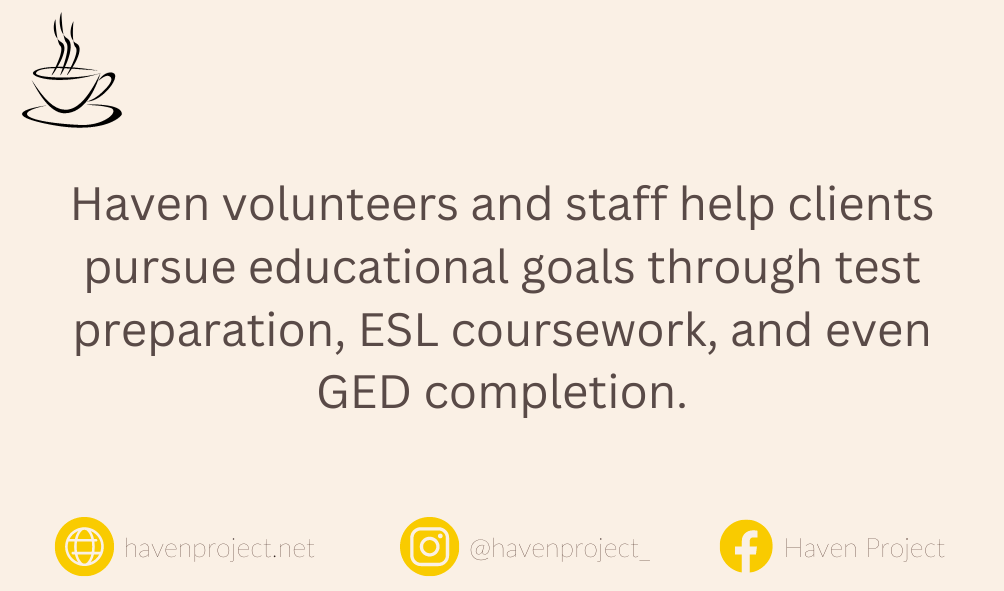 Haven volunteers and staff help clients
pursue educational goals through test
preparation, ESL coursework, and even
GED completion.
havenproject.net
@havenproject_
Haven Project